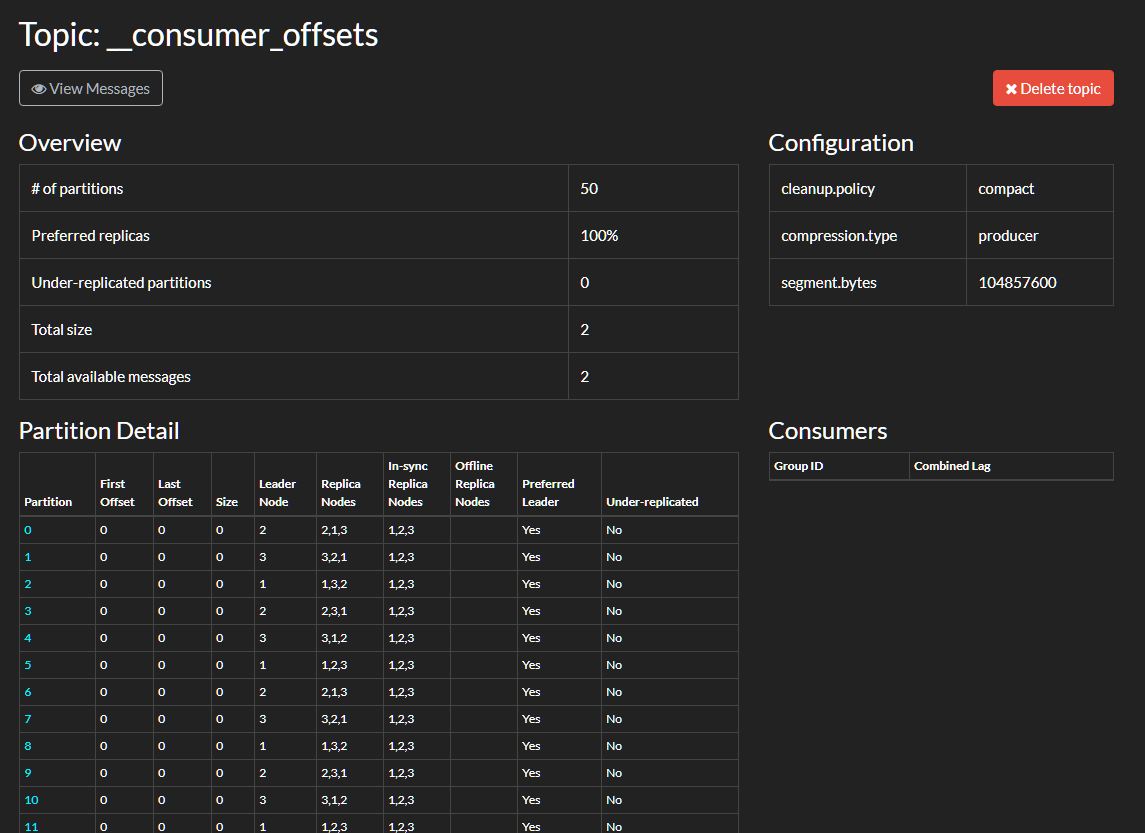 Topic: __consumer_offsets
View Messages
Delete topic
Overview
# of partitions 50
Preferred replicas 100%
Under-replicated partitions 0
Total size 2
Total available messages 2
Configuration
cleanup.policy compact
compression.type producer
segment.bytes 104857600
Partition Detail
Partition First Offset Last Offset Size Leader Node Replica Nodes In-sync Replica Nodes Offline Replica Nodes Preferred Leader Under-replicated
0 0 0 0 2 2,1,3 1,2,3 Yes No
1 0 0 0 3 3,2,1 1,2,3 Yes No
2 0 0 0 1 1,3,2 1,2,3 Yes No
3 0 0 0 2 2,3,1 1,2,3 Yes No
4 0 0 0 3 3,1,2 1,2,3 Yes No
5 0 0 0 1 1,2,3 1,2,3 Yes No
6 0 0 0 2 2,1,3 1,2,3 Yes No
7 0 0 0 3 3,2,1 1,2,3 Yes No
8 0 0 0 1 1,3,2 1,2,3 Yes No
9 0 0 0 2 2,3,1 1,2,3 Yes No
10 0 0 0 3 3,1,2 1,2,3 Yes No
11 0 0 0 1 1,2,3 1,2,3 Yes No
Consumers
Group ID Combined Lag